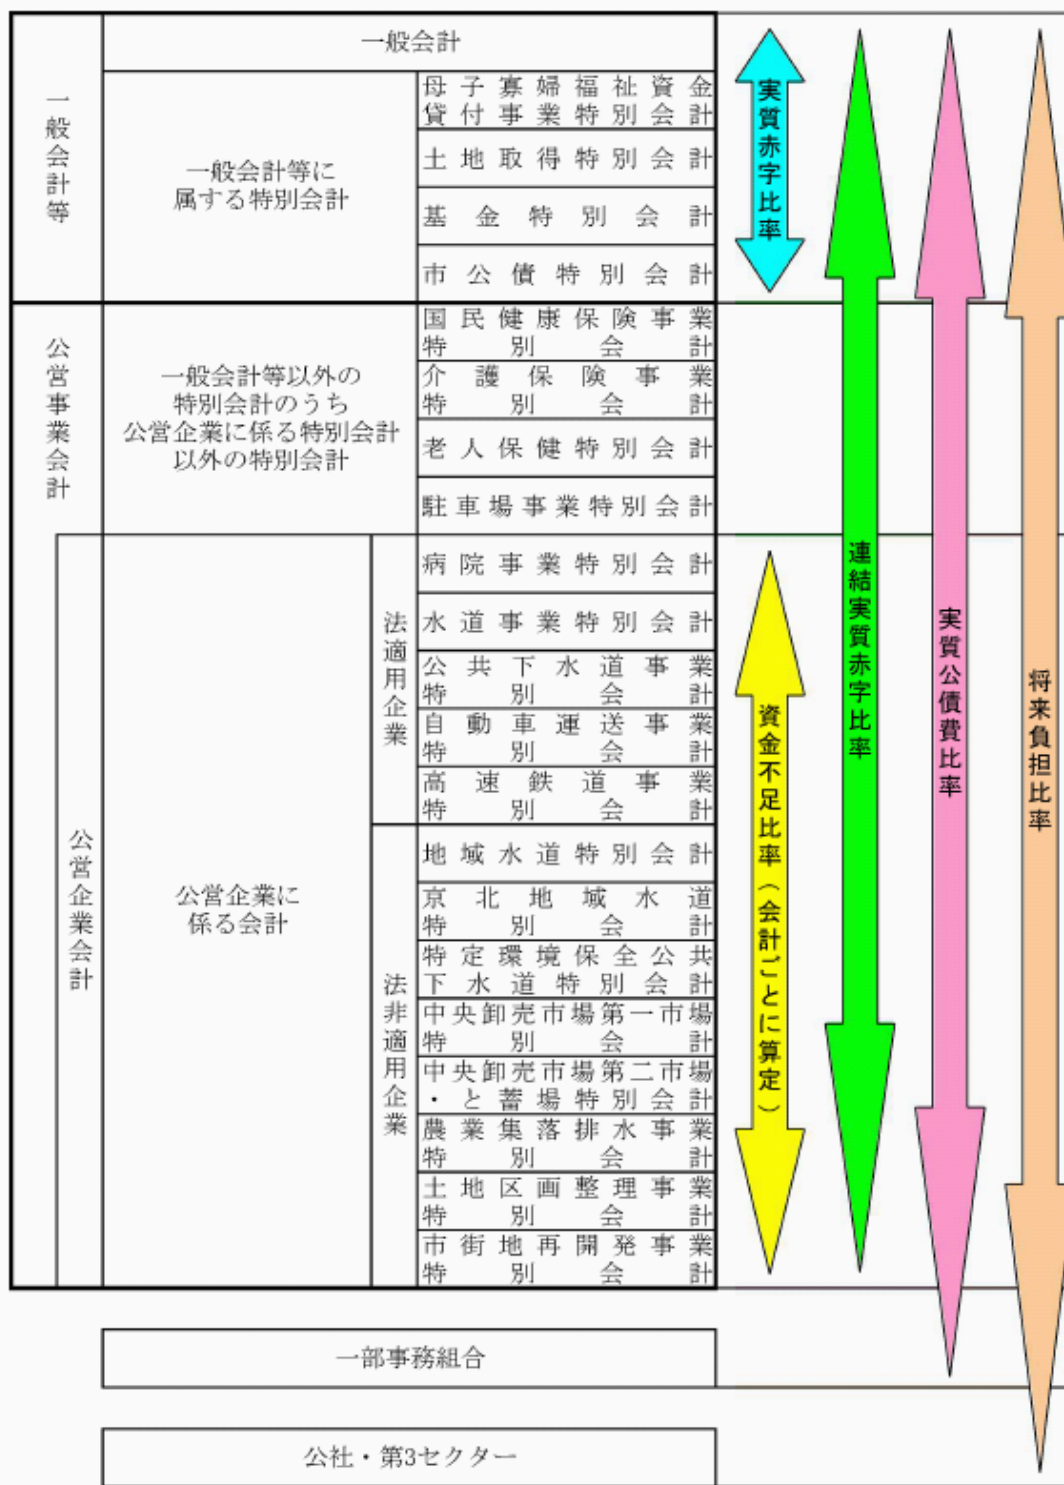 一般会計等
一般会計
一般会計等に
属する特別会計
母子寡婦福祉資金
貸付事業特別会計
土地取得特別会計
基金特別会計
市公債特別会計
公営事業会計
一般会計等以外の
特別会計のうち
公営企業に係る特別会計
以外の特別会計
国民健康保険事業
特別会計
介護保険事業
特別会計
老人保健特別会計
駐車場事業特別会計
公営企業会計
公営企業に
係る会計
法適用企業
病院事業特別会計
水道事業特別会計
公共下水道事業
特別会計
自動車運送事業
特別会計
高速鉄道事業
特別会計
法非適用企業
地域水道特別会計
京北地域水道
特別会計
特定環境保全公共
下水道特別会計
中央卸売市場第一市場
特別会計
中央卸売市場第二市場
・と蓄場特別会計
農業集落排水事業
特別会計
土地区画整理事業
特別会計
市街地再開発事業
特別会計
一部事務組合
公社・第3セクター
実質赤字比率
資金不足比率(会計ごとに算定)
連結実質赤字比率
実質公債費比率
将来負担比率